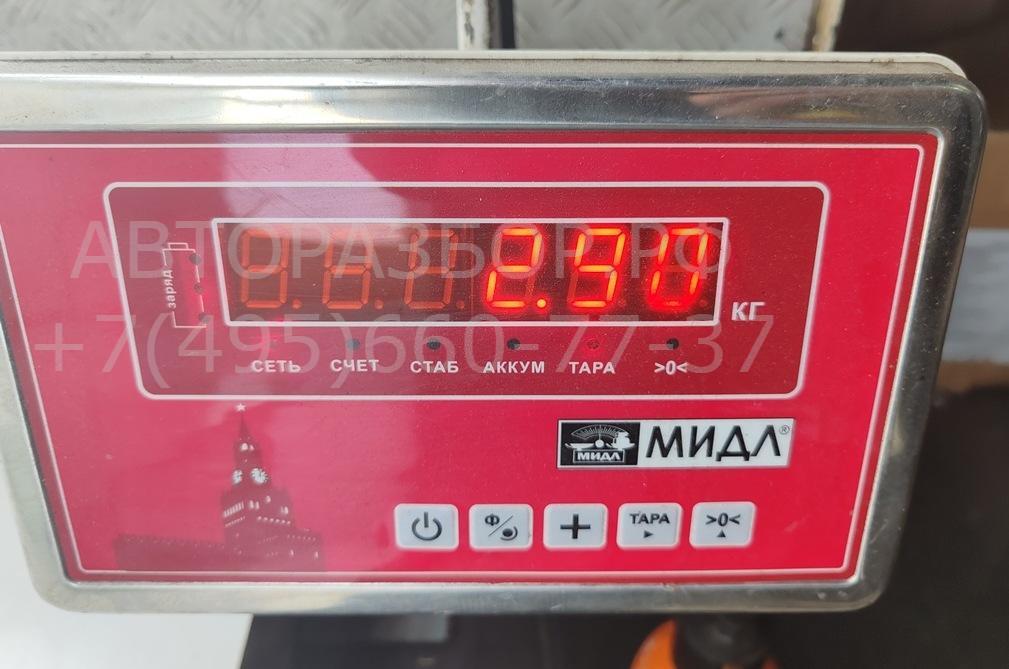 АВТОРАЗБОР.РФ
2.90
КГ
заряд
+7(495)660-77-37
СЕТЬ СЧЕТ СТАБ АККУМ ТАРА >0<
МИДЛ
МИДЛ®
Ф/ + ТАРА >0<